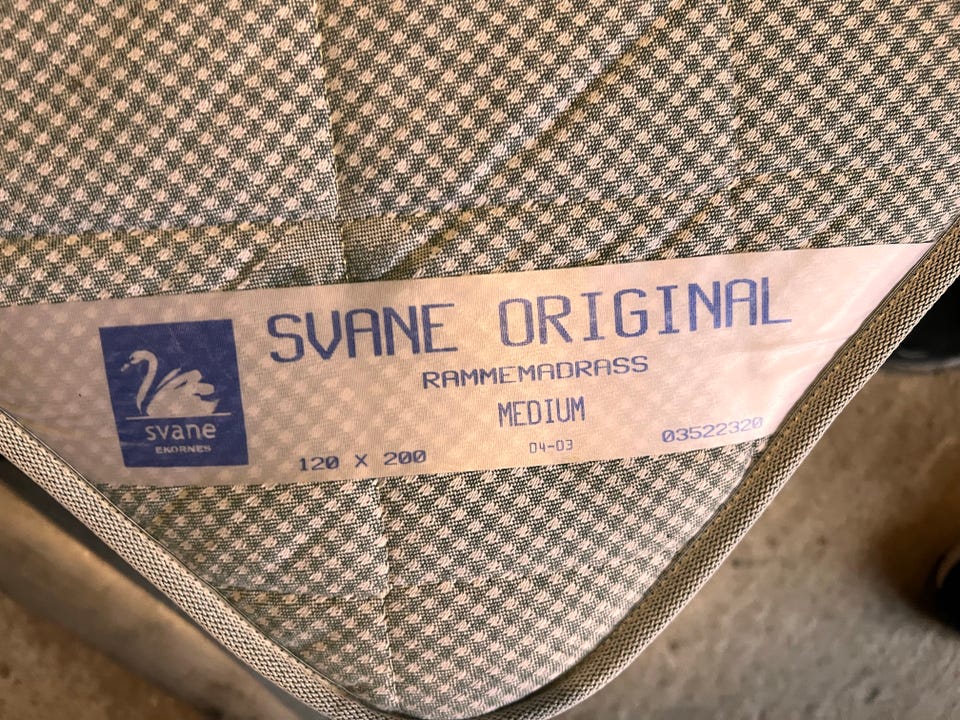 SVANE ORIGINAL
RAMMEMADRASS
MEDIUM
svane
EKORNES
120 X 200
04-03
03522320